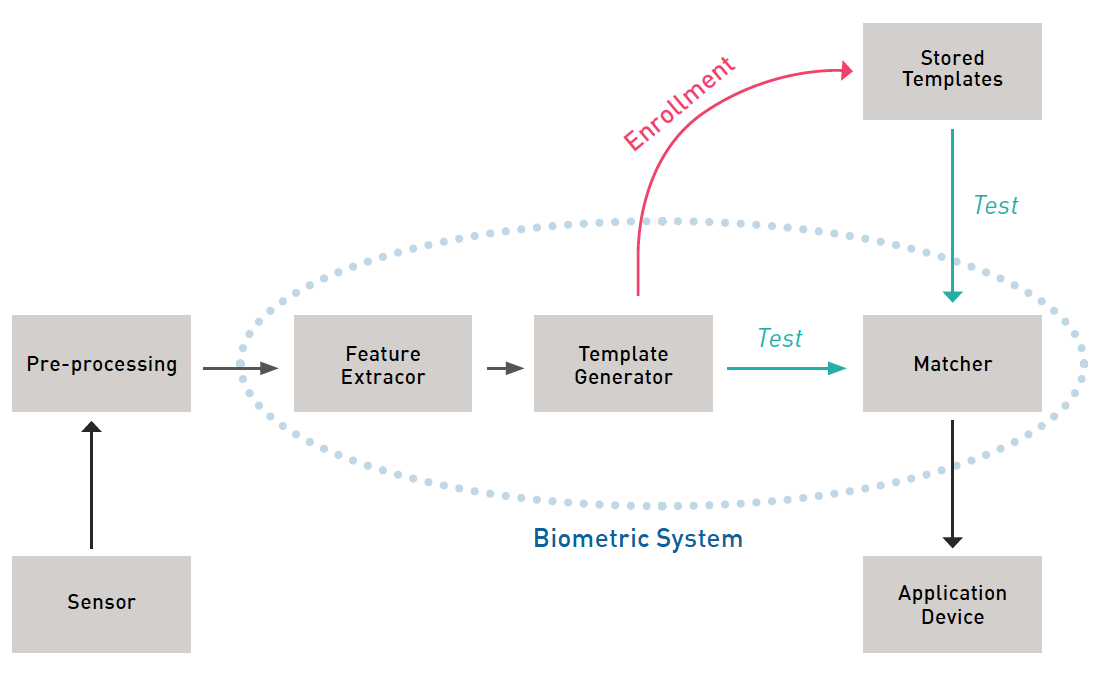 Stored
Templates
Enrollment
Test
Pre-processing
Feature
Extracor
Template
Generator
Test
Matcher
Biometric System
Sensor
Application
Device